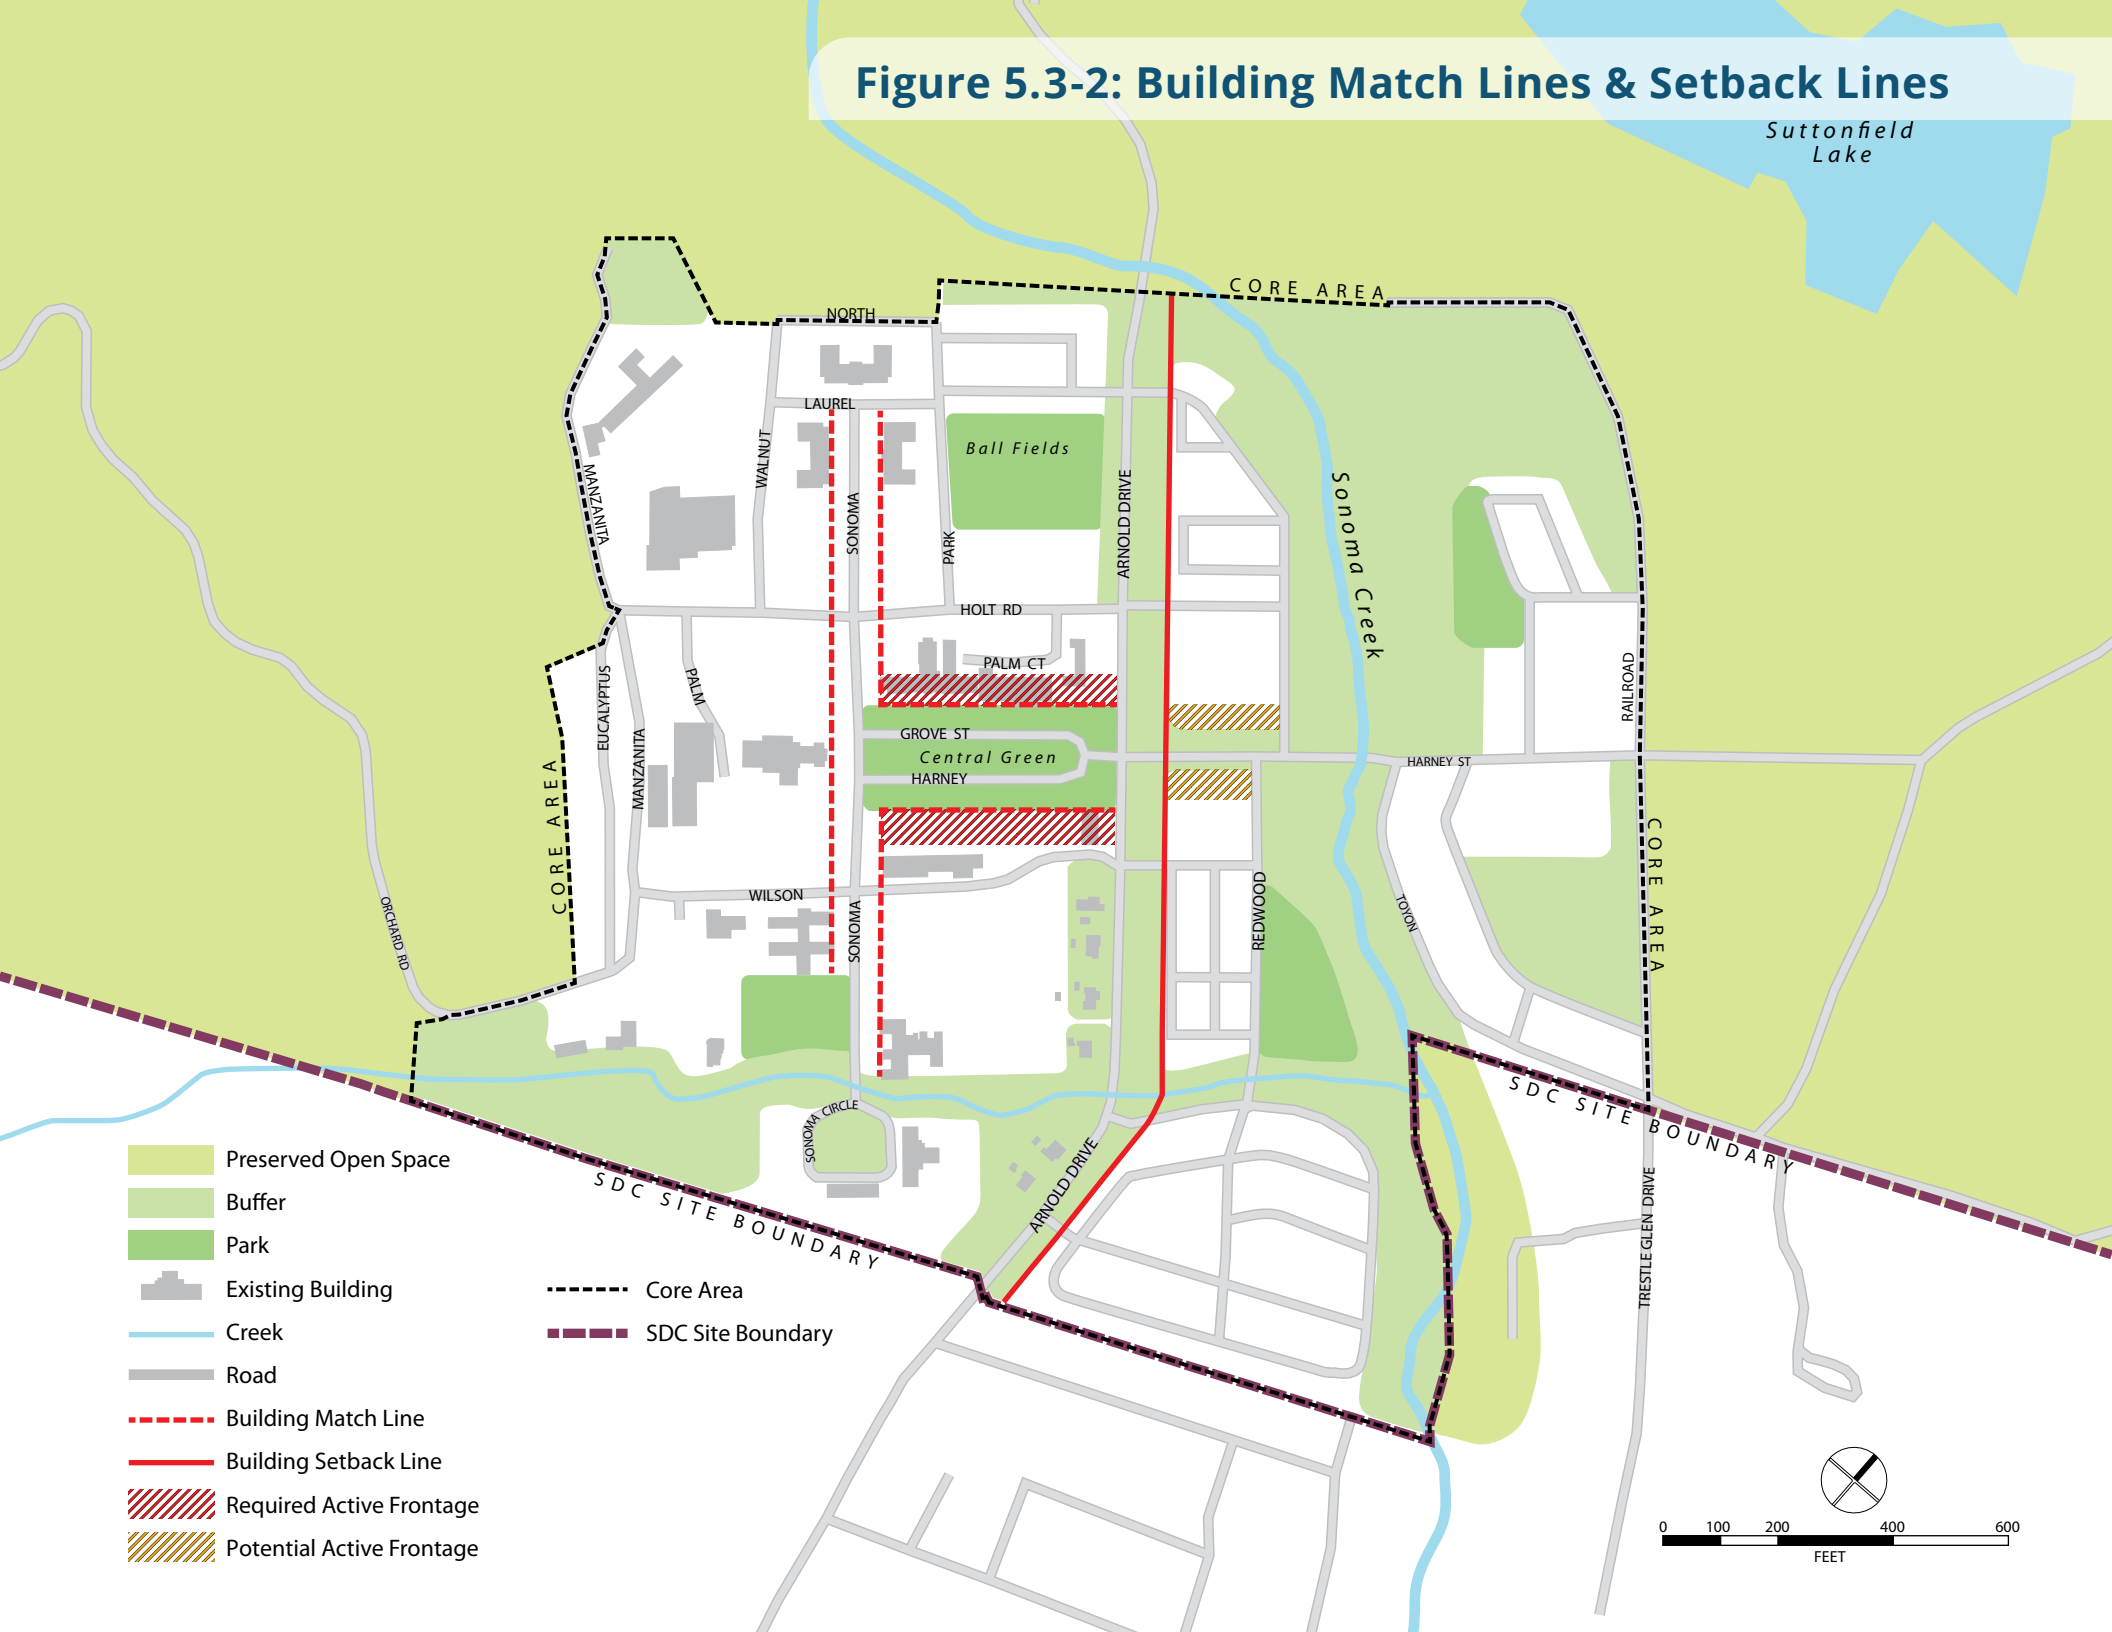 Figure 5.3-2: Building Match Lines & Setback Lines
Suttonfield
Lake
CORE AREA
NORTH
LAUREL
Ball Fields
WALNUT
MANZANITA
SONOMA
PARK
ARNOLD DRIVE
Sonoma Creek
HOLT RD
PALM CT
EUCALYPTUS
PALM
RAILROAD
MANZANITA
GROVE ST
Central Green
HARNEY
HARNEY ST
CORE AREA
CORE AREA
ORCHARD RD
WILSON
SONOMA
REDWOOD
TOYON
SDC SITE BOUNDARY
SONOMA CIRCLE
ARNOLD DRIVE
SDC SITE BOUNDARY
TRESTLE GLEN DRIVE
Preserved Open Space
Buffer
Park
Existing Building
Creek
Road
Building Match Line
Building Setback Line
Required Active Frontage
Potential Active Frontage
Core Area
SDC Site Boundary
0 100 200 400 600
FEET